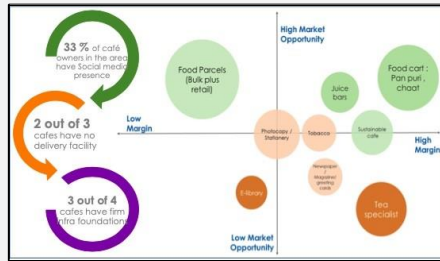 33 % of café
owners in the area
have Social media
presence
2 out of 3
cafes have no
delivery facility
3 out of 4
cafes have firm
infra foundations
High Market
Opportunity
Food Parcels
(Bulk plus
retail)
Juice
bars
Food cart :
Pan puri ,
chaat
Low
Margin
Photocopy /
Stationery
Tobacco
Sustainable
cafe
High
Margin
E-library
Newspaper
/
Magazines/
greeting
cards
Tea
specialist
Low Market
Opportunity